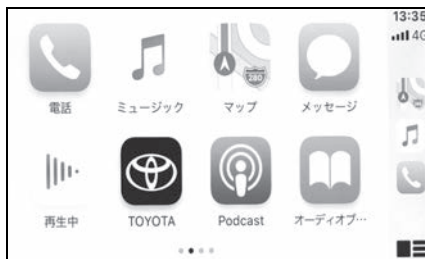 13:35
4G
280
電話
ミュージック
マップ
メッセージ
再生中
TOYOTA
Podcast
オーディオブ…